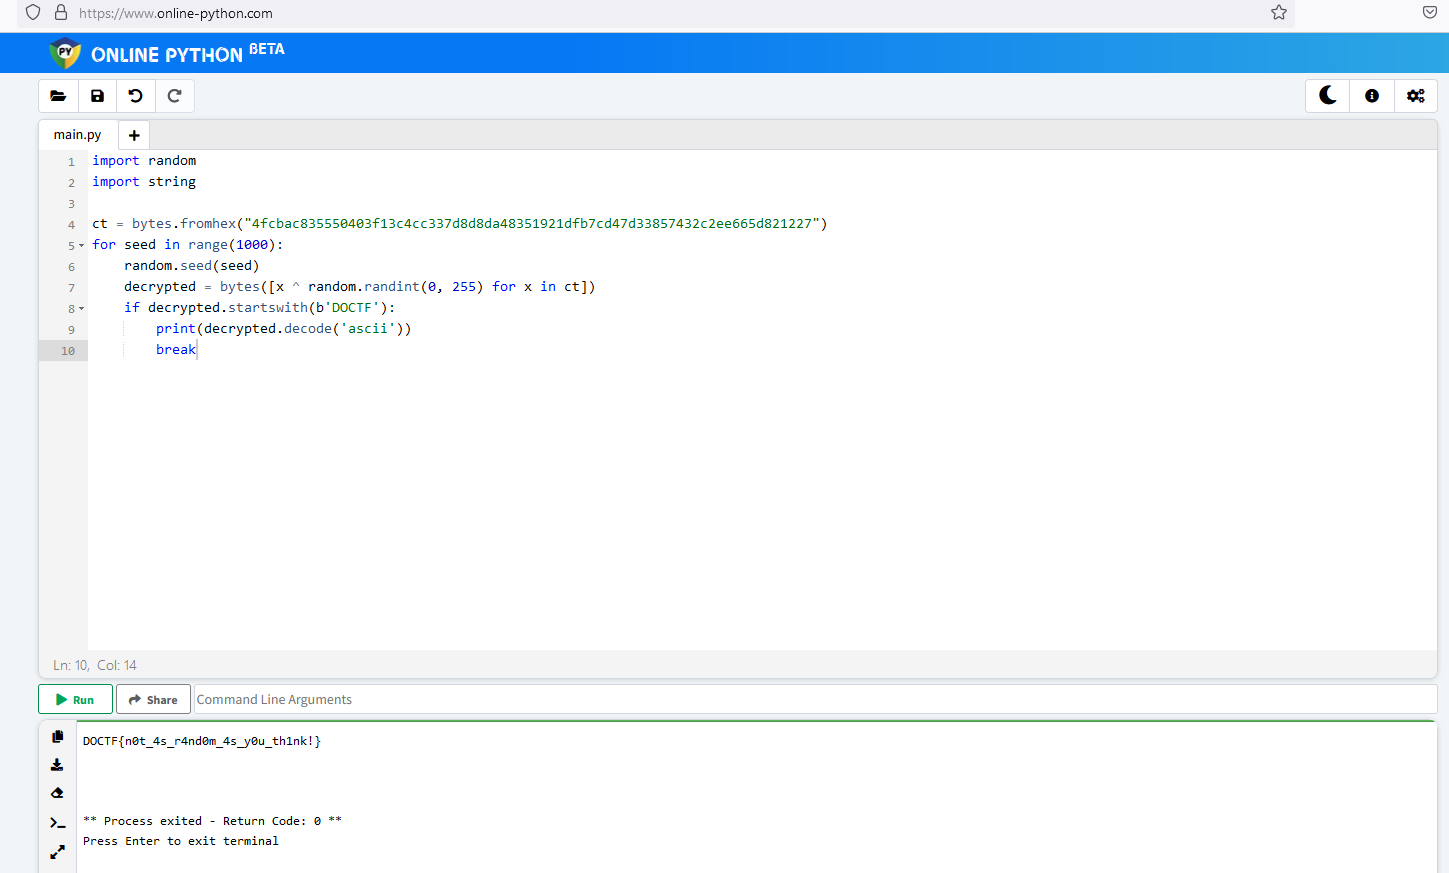 https://www.online-python.com
PY ONLINE PYTHON BETA
main.py +
1 import random
2 import string
3
4 ct = bytes.fromhex("4fcbac835550403f13c4cc337d8d8da48351921dfb7cd47d33857432c2ee665d821227")
5 for seed in range(1000):
6     random.seed(seed)
7     decrypted = bytes([x ^ random.randint(0, 255) for x in ct])
8     if decrypted.startswith(b'DOCTF'):
9         print(decrypted.decode('ascii'))
10         break
Ln: 10, Col: 14
Run Share Command Line Arguments
DOCTF{n0t_4s_r4nd0m_4s_y0u_th1nk!}
** Process exited - Return Code: 0 **
Press Enter to exit terminal